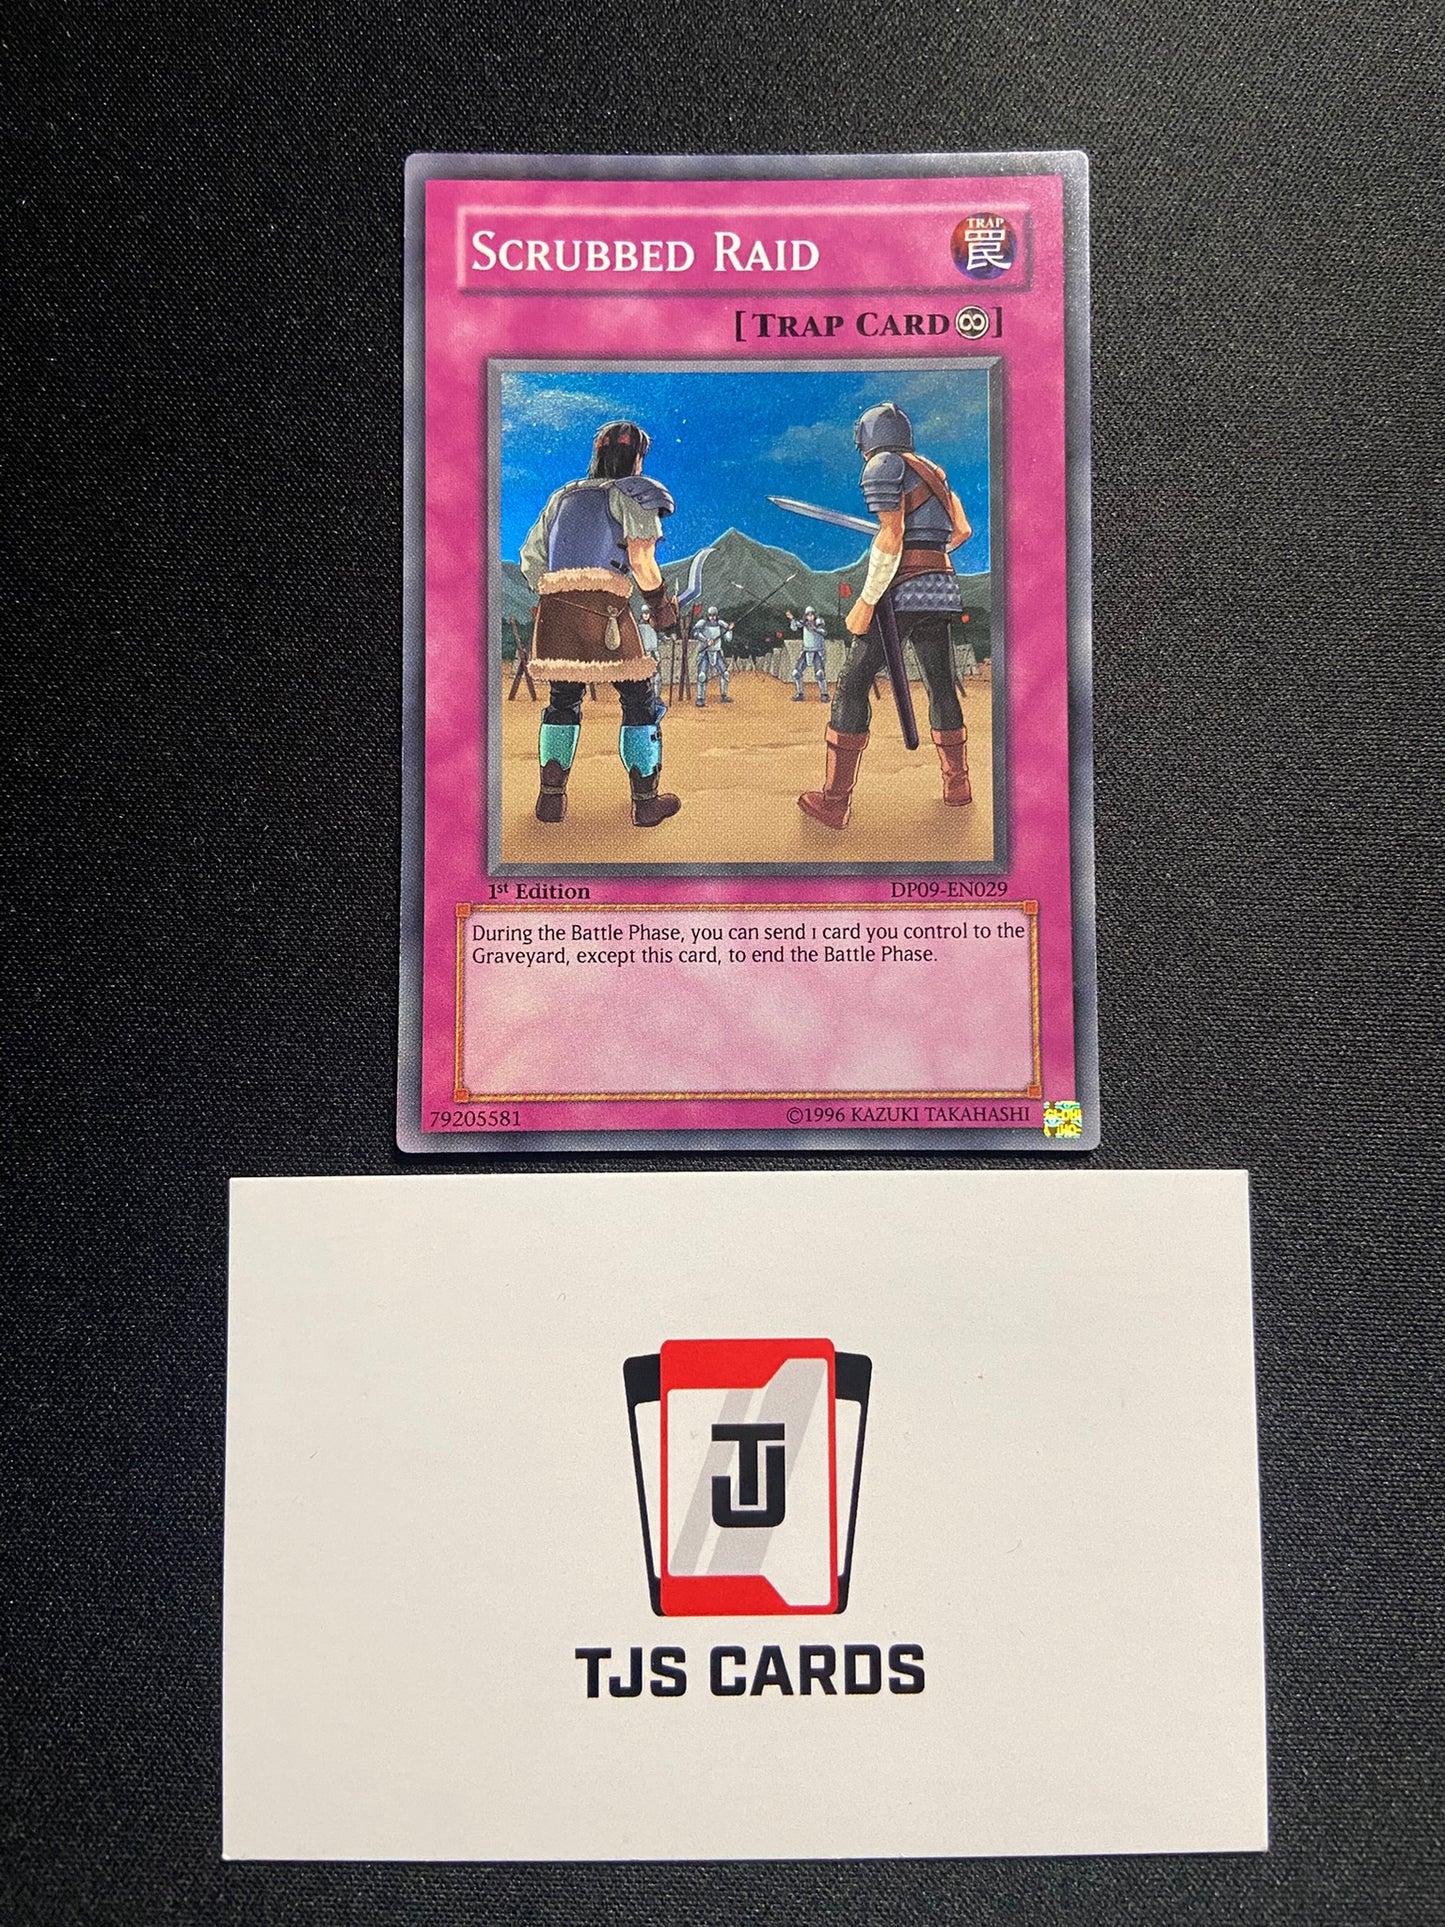 SCRUBBED RAID
TRAP
罠
[TRAP CARD∞]
1st Edition
DP09-EN029
During the Battle Phase, you can send 1 card you control to the
Graveyard, except this card, to end the Battle Phase.
79205581
©1996 KAZUKI TAKAHASHI
TJ
TJS CARDS